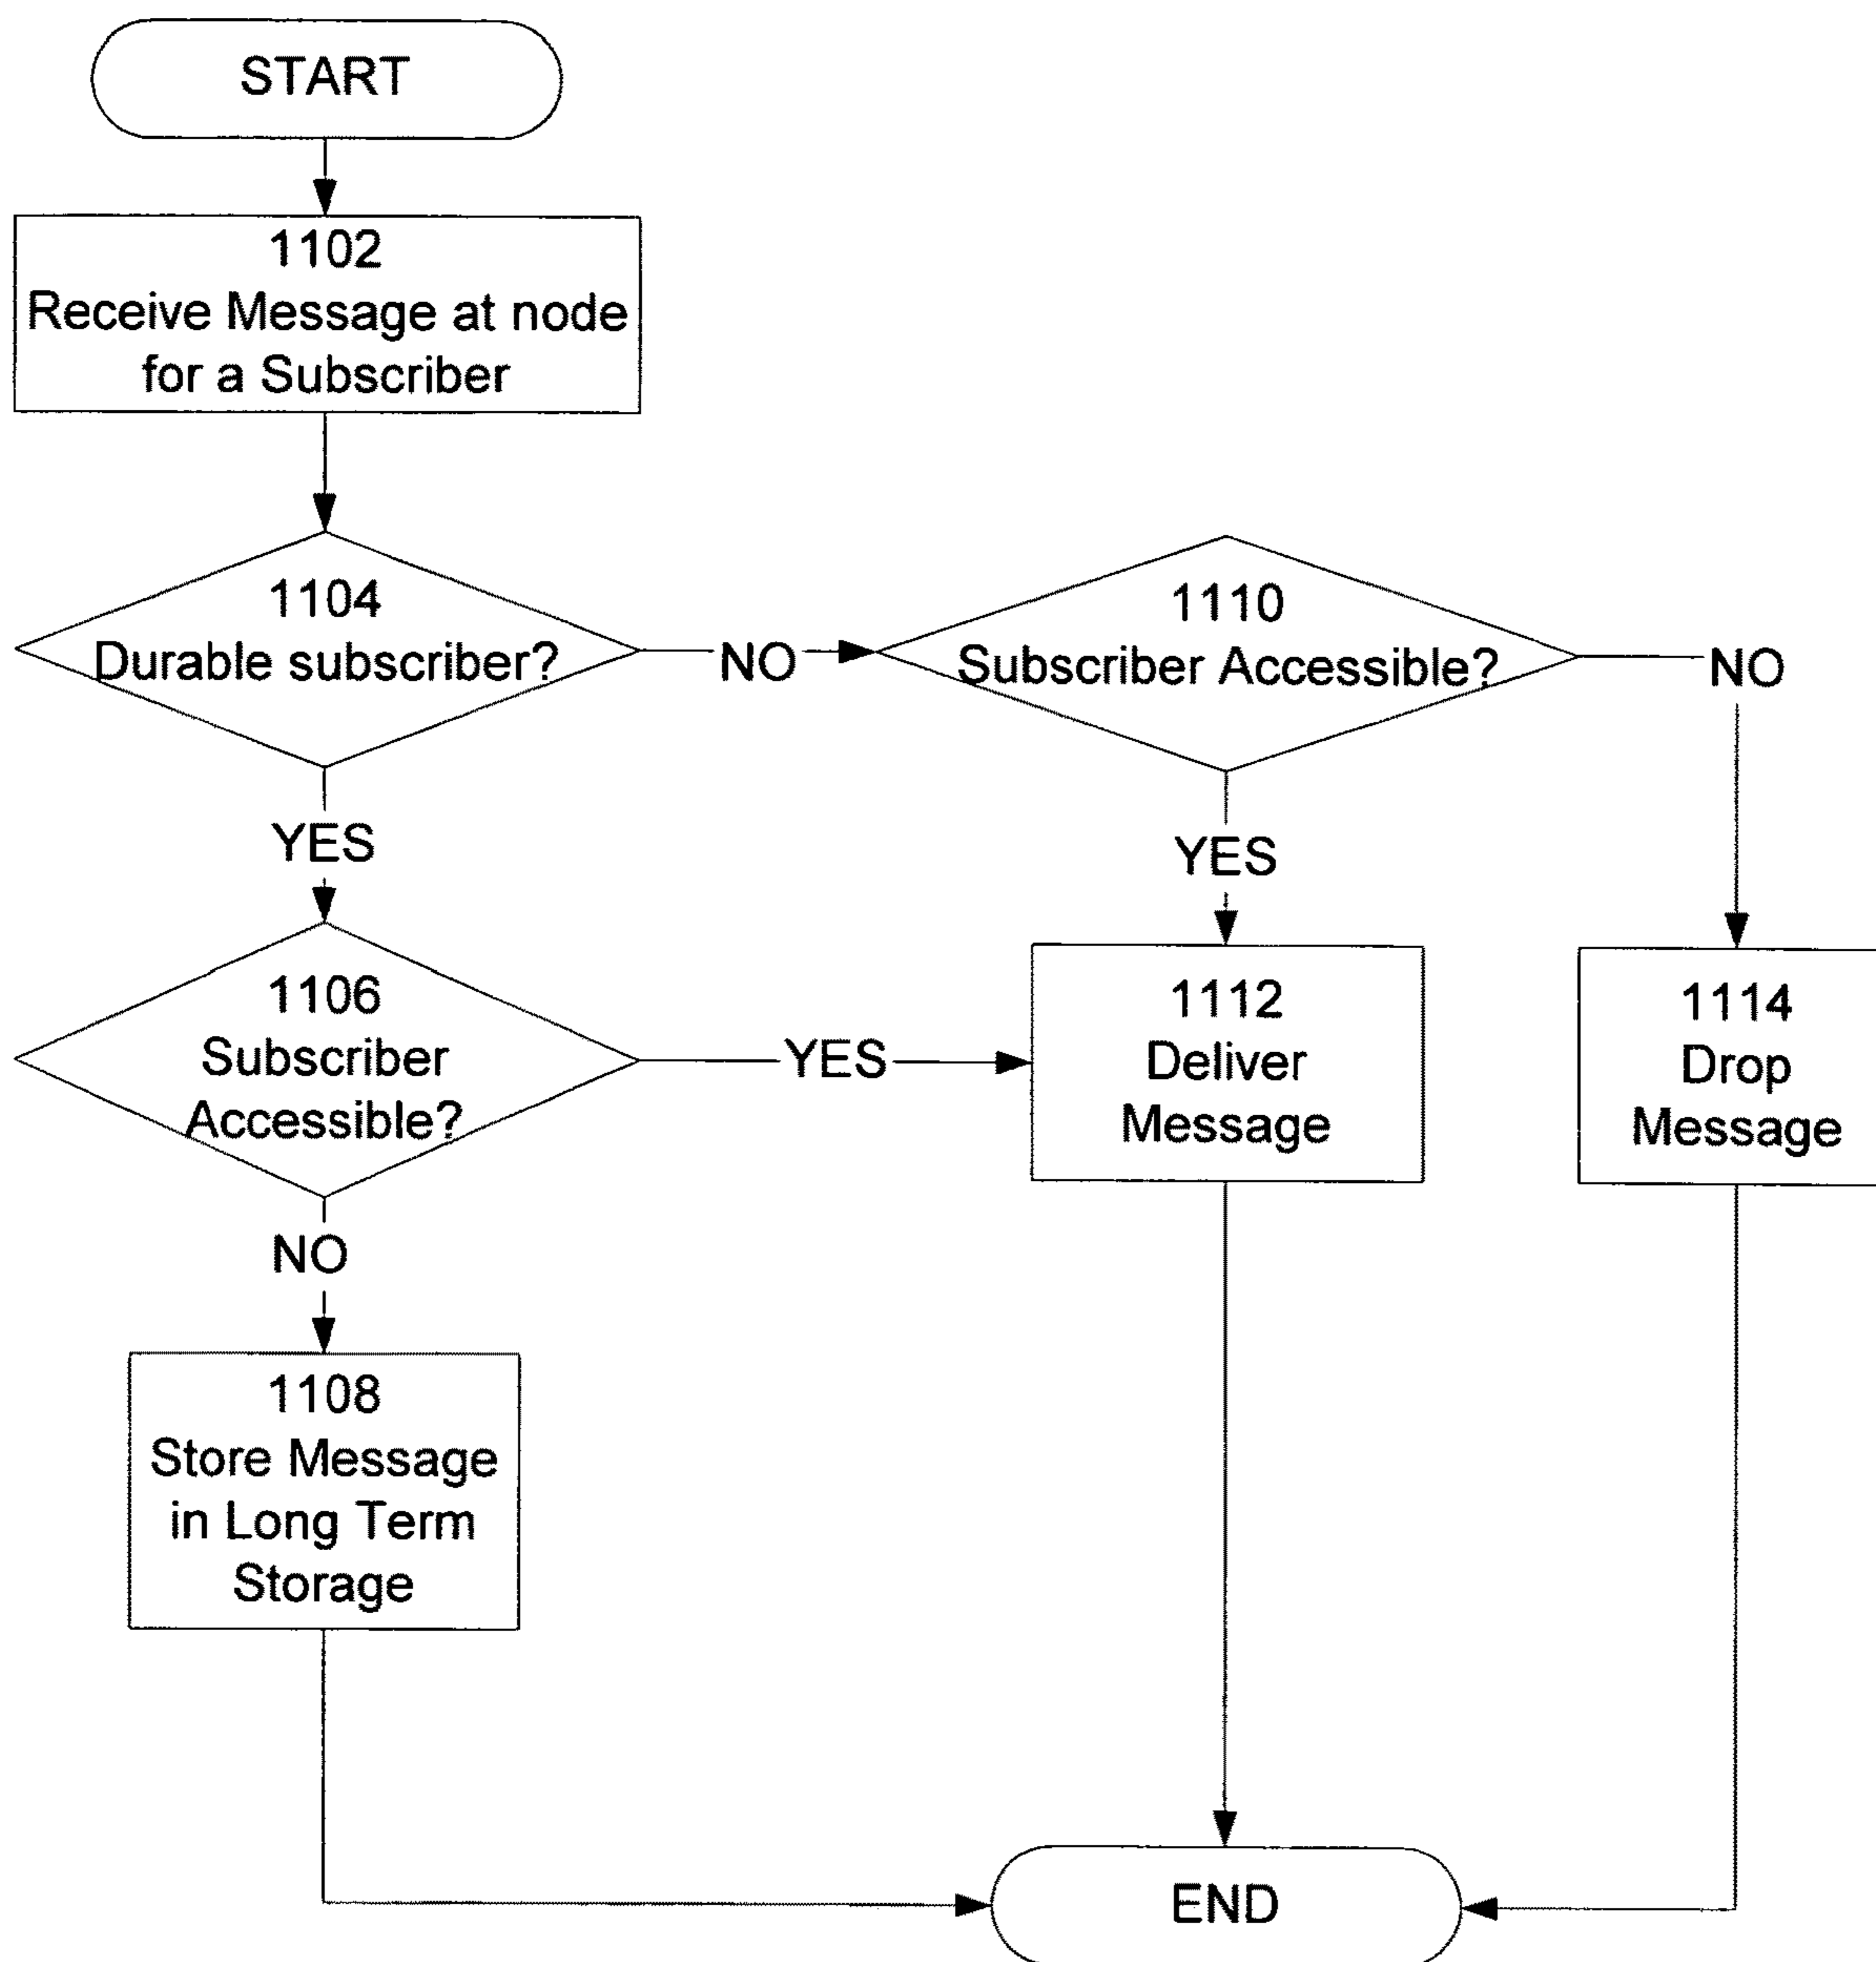 START
1102
Receive Message at node
for a Subscriber
1104
Durable subscriber?
NO
1110
Subscriber Accessible?
NO
YES
YES
1106
Subscriber
Accessible?
YES
1112
Deliver
Message
1114
Drop
Message
NO
1108
Store Message
in Long Term
Storage
END